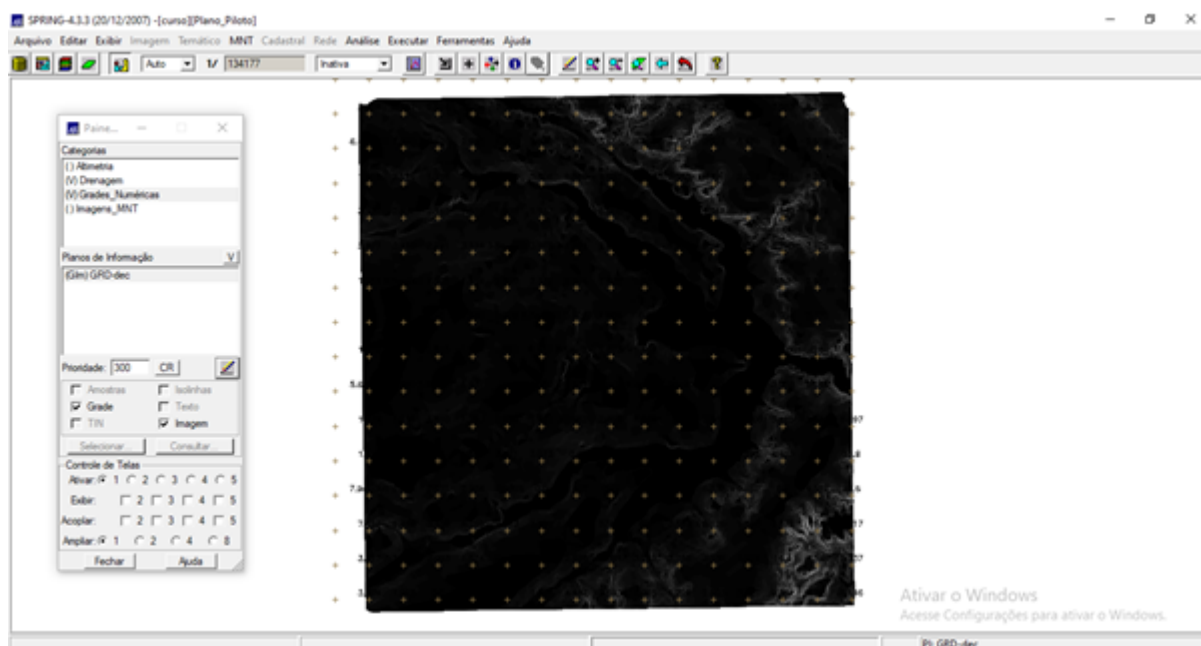 SPRING-4.3.3 (20/12/2007) -[curso][Plano_Piloto]
Arquivo Editar Exibir Imagem Temático MNT Cadastral Rede Análise Executar Ferramentas Ajuda
Auto 1/ 134177 Inativa
Paine...
Categorias
( ) Altimetria
(V) Drenagem
(V) Grades_Numéricas
( ) Imagens_MNT
Planos de Informação V
(GIm) GRD-dec
Prioridade: 300 CR
Amostras Isolinhas
Grade Texto
TIN Imagem
Selecionar... Consultar...
Controle de Telas
Ativar: 1 2 3 4 5
Exibir: 2 3 4 5
Acoplar: 2 3 4 5
Ampliar: 1 2 4 8
Fechar Ajuda
Ativar o Windows
Acesse Configurações para ativar o Windows.
PI: GRD-dec